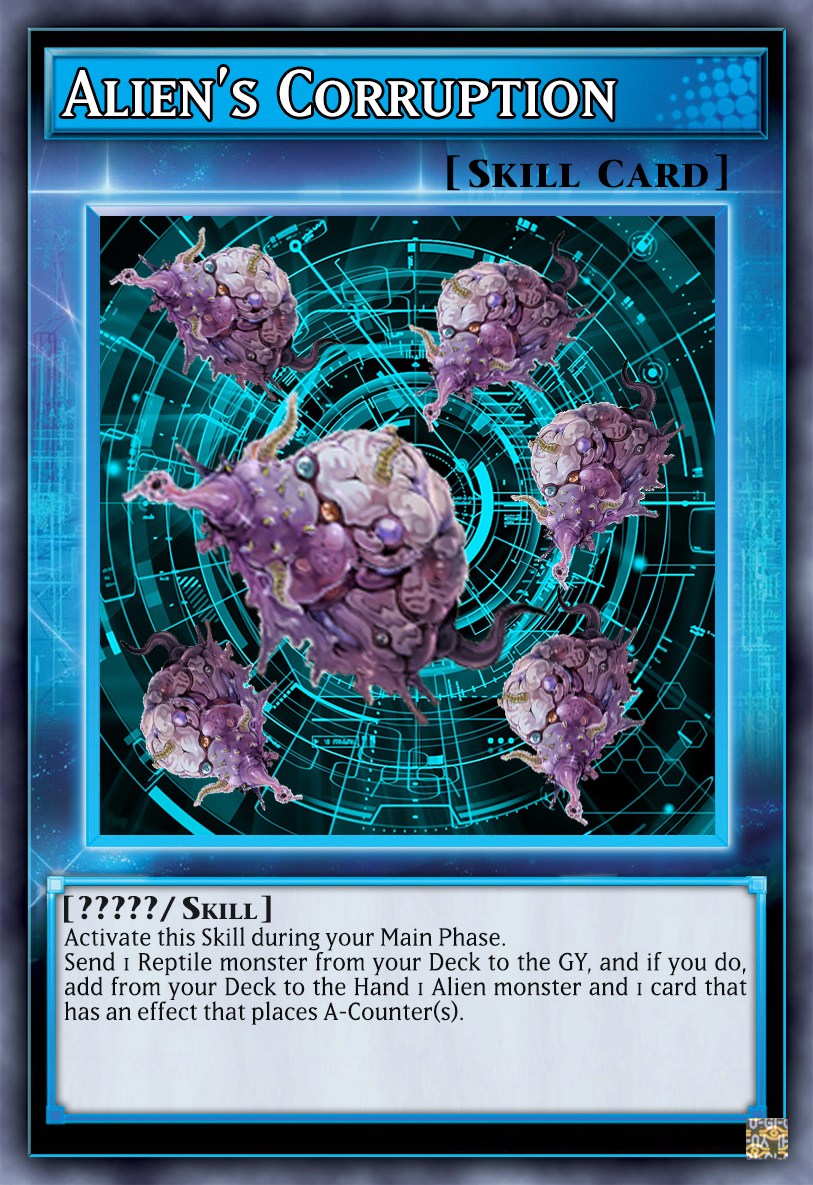 Alien's Corruption
[Skill Card]
[?????/Skill]
Activate this Skill during your Main Phase.
Send 1 Reptile monster from your Deck to the GY, and if you do,
add from your Deck to the Hand 1 Alien monster and 1 card that
has an effect that places A-Counter(s).